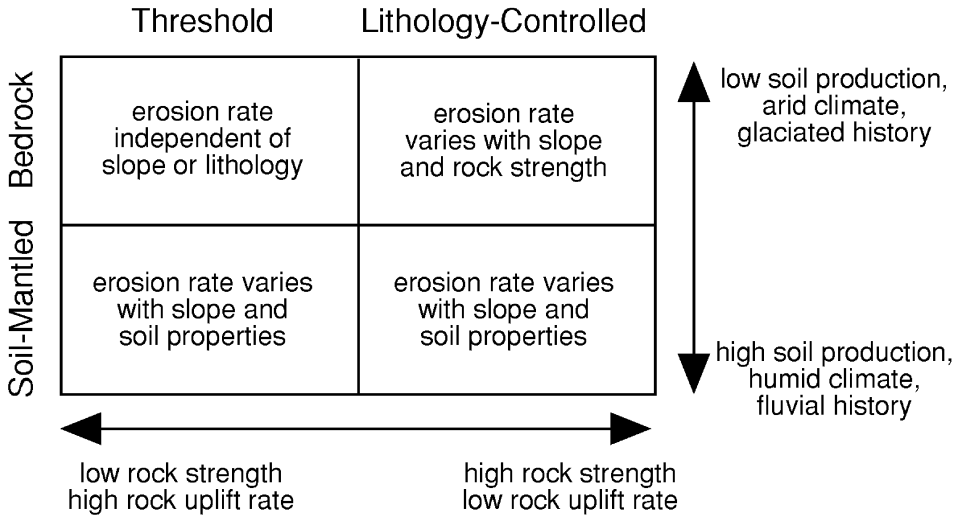 Threshold
Lithology-Controlled
Bedrock
erosion rate
independent of
slope or lithology
erosion rate
varies with slope
and rock strength
low soil production,
arid climate,
glaciated history
Soil-Mantled
erosion rate varies
with slope and
soil properties
erosion rate varies
with slope and
soil properties
high soil production,
humid climate,
fluvial history
low rock strength
high rock uplift rate
high rock strength
low rock uplift rate